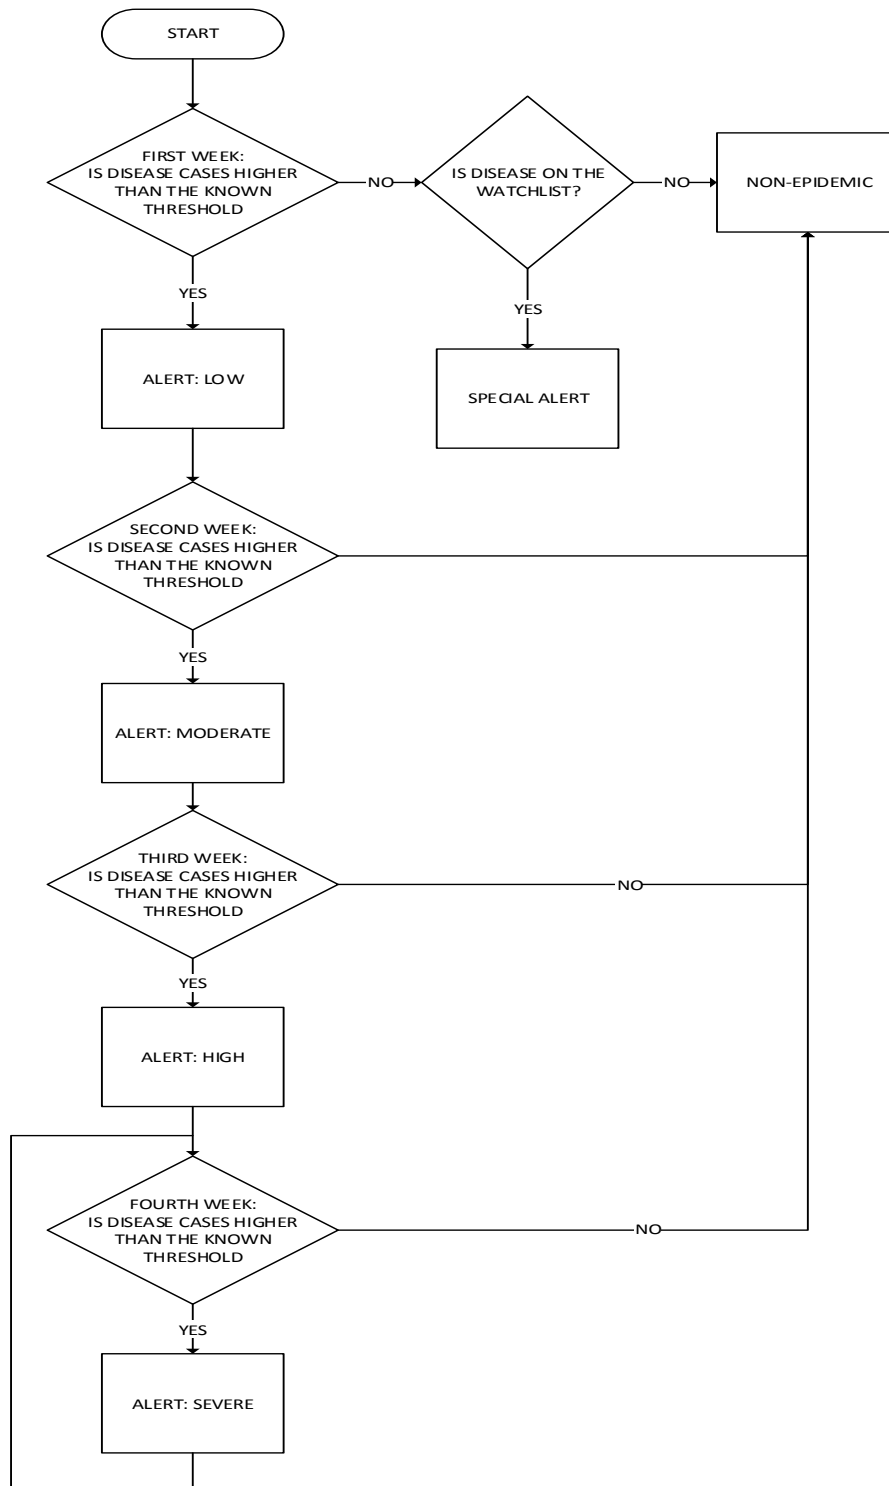 START
FIRST WEEK:
IS DISEASE CASES HIGHER
THAN THE KNOWN
THRESHOLD
NO
IS DISEASE ON THE
WATCHLIST?
NO
NON-EPIDEMIC
YES
YES
ALERT: LOW
SPECIAL ALERT
SECOND WEEK:
IS DISEASE CASES HIGHER
THAN THE KNOWN
THRESHOLD
YES
ALERT: MODERATE
THIRD WEEK:
IS DISEASE CASES HIGHER
THAN THE KNOWN
THRESHOLD
NO
YES
ALERT: HIGH
FOURTH WEEK:
IS DISEASE CASES HIGHER
THAN THE KNOWN
THRESHOLD
NO
YES
ALERT: SEVERE